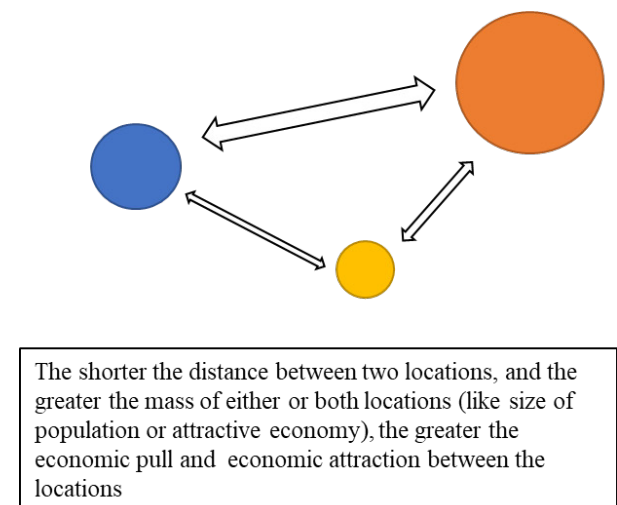 The shorter the distance between two locations, and the
greater the mass of either or both locations (like size of
population or attractive economy), the greater the
economic pull and  economic attraction between the
locations